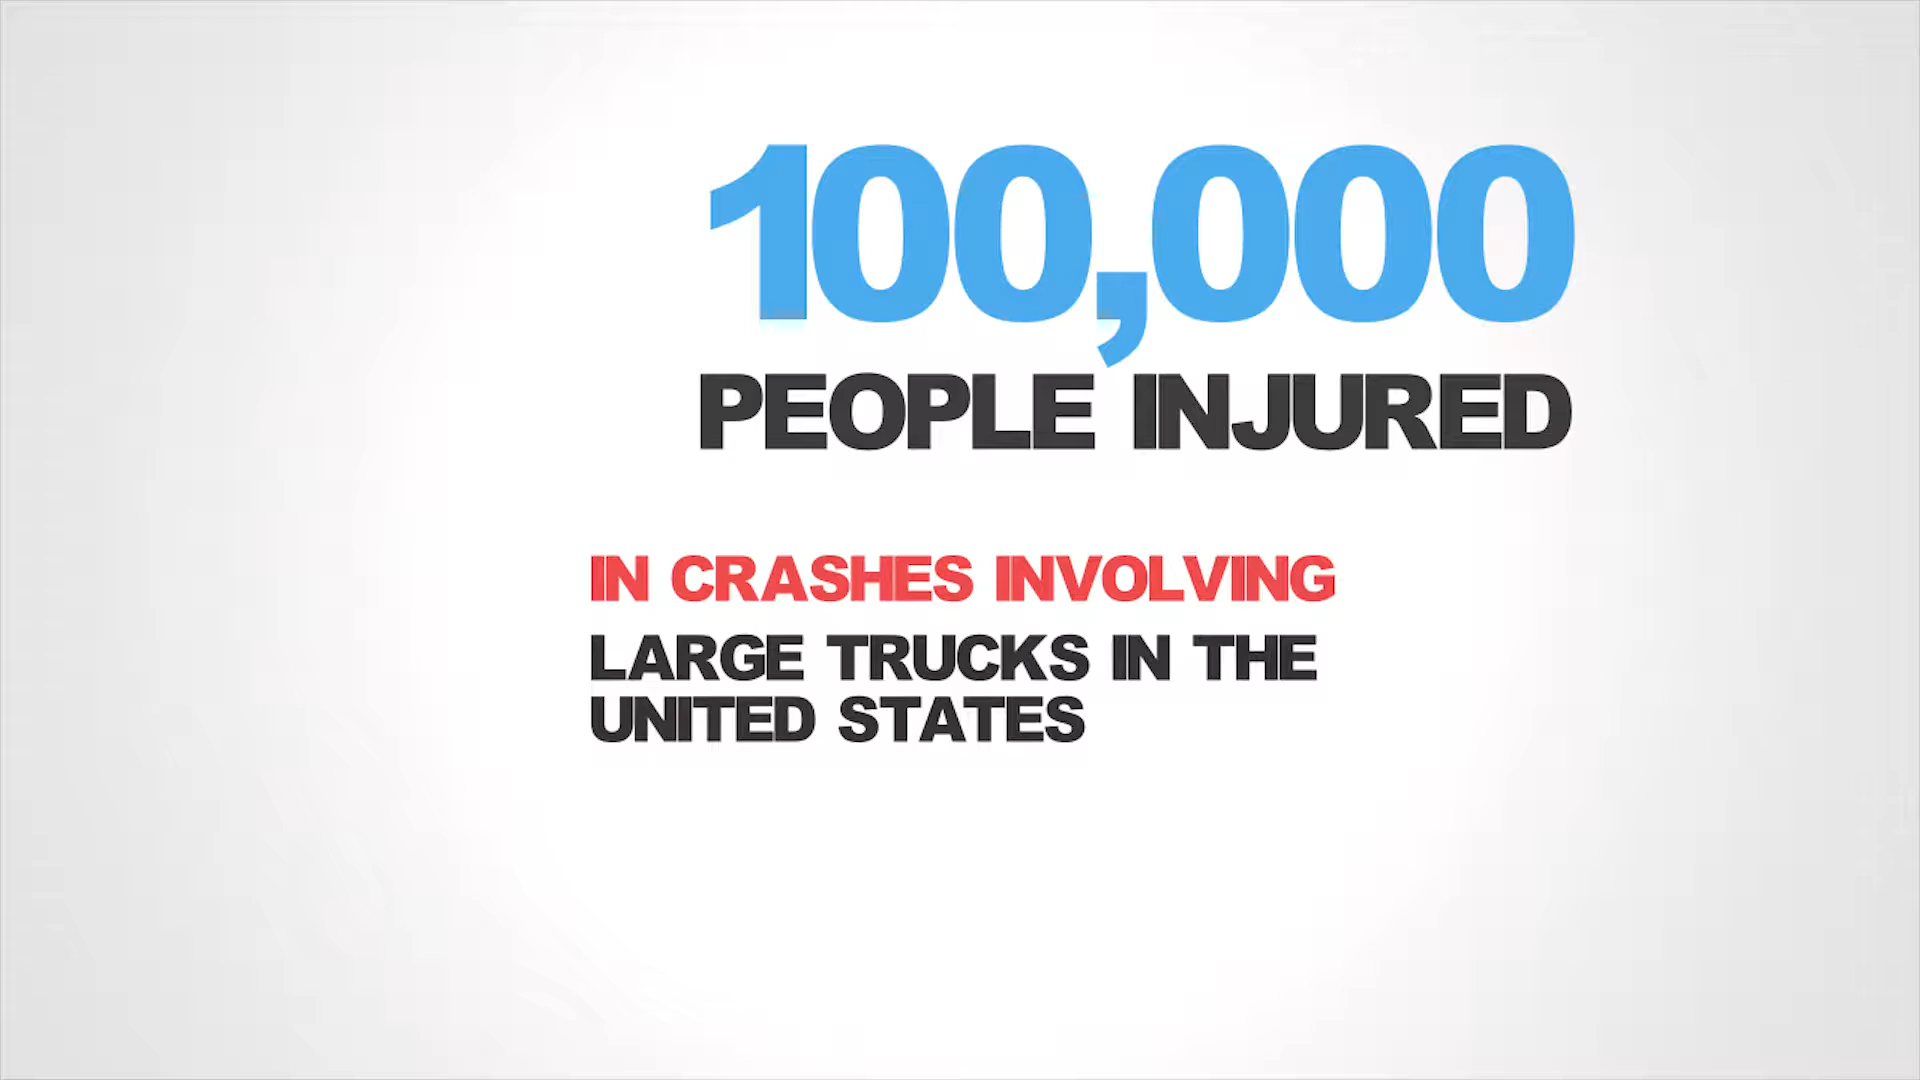 100,000
PEOPLE INJURED
IN CRASHES INVOLVING
LARGE TRUCKS IN THE
UNITED STATES